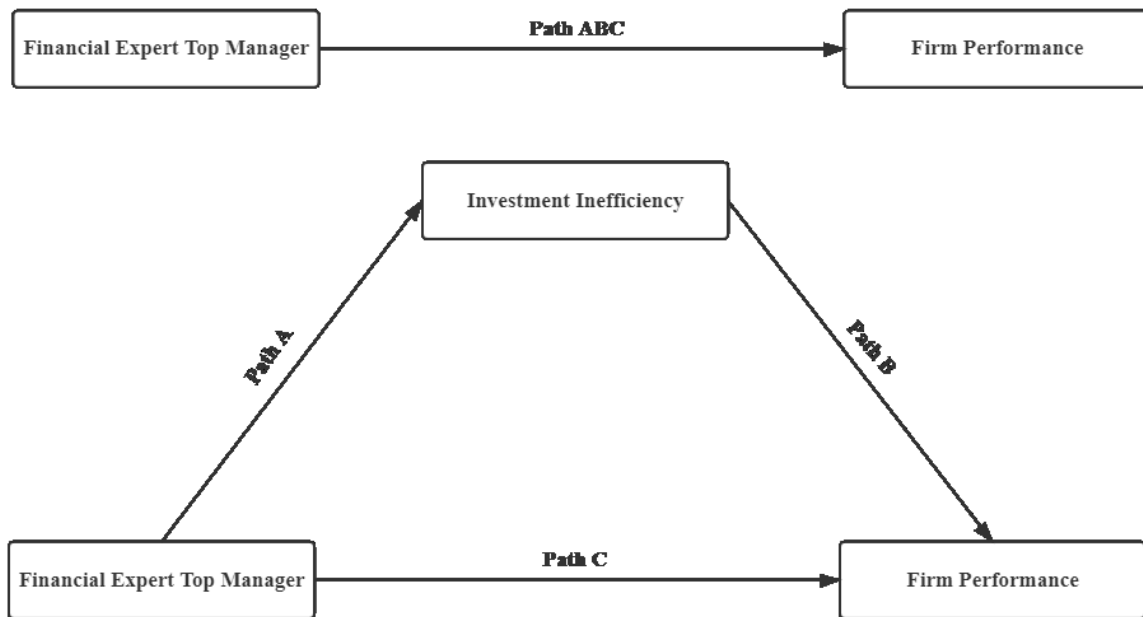 Path ABC
Financial Expert Top Manager
Firm Performance
Investment Inefficiency
Path A
Path B
Path C
Financial Expert Top Manager
Firm Performance